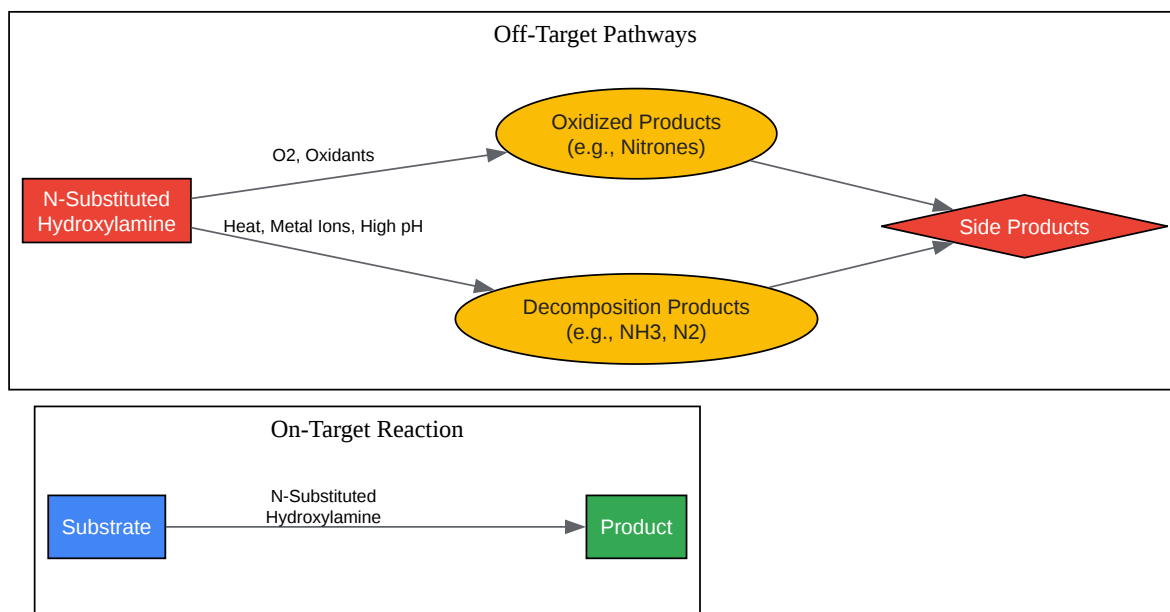 Off-Target Pathways
Oxidized Products
(e.g., Nitrones)
O2, Oxidants
N-Substituted
Hydroxylamine
Heat, Metal Ions, High pH
Side Products
Decomposition Products
(e.g., NH3, N2)
On-Target Reaction
N-Substituted
Hydroxylamine
Substrate
Product